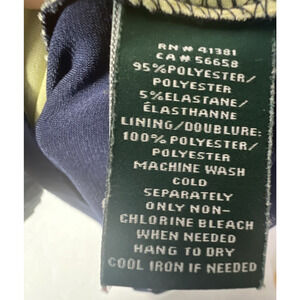 RN# 41381
CA# 56658
95%POLYESTER/
POLYESTER
5%ELASTANE/
ÉLASTHANNE
LINING/DOUBLURE:
100%POLYESTER/
POLYESTER
MACHINE WASH
COLD
SEPARATELY
ONLY NON-
CHLORINE BLEACH
WHEN NEEDED
HANG TO DRY
COOL IRON IF NEEDED